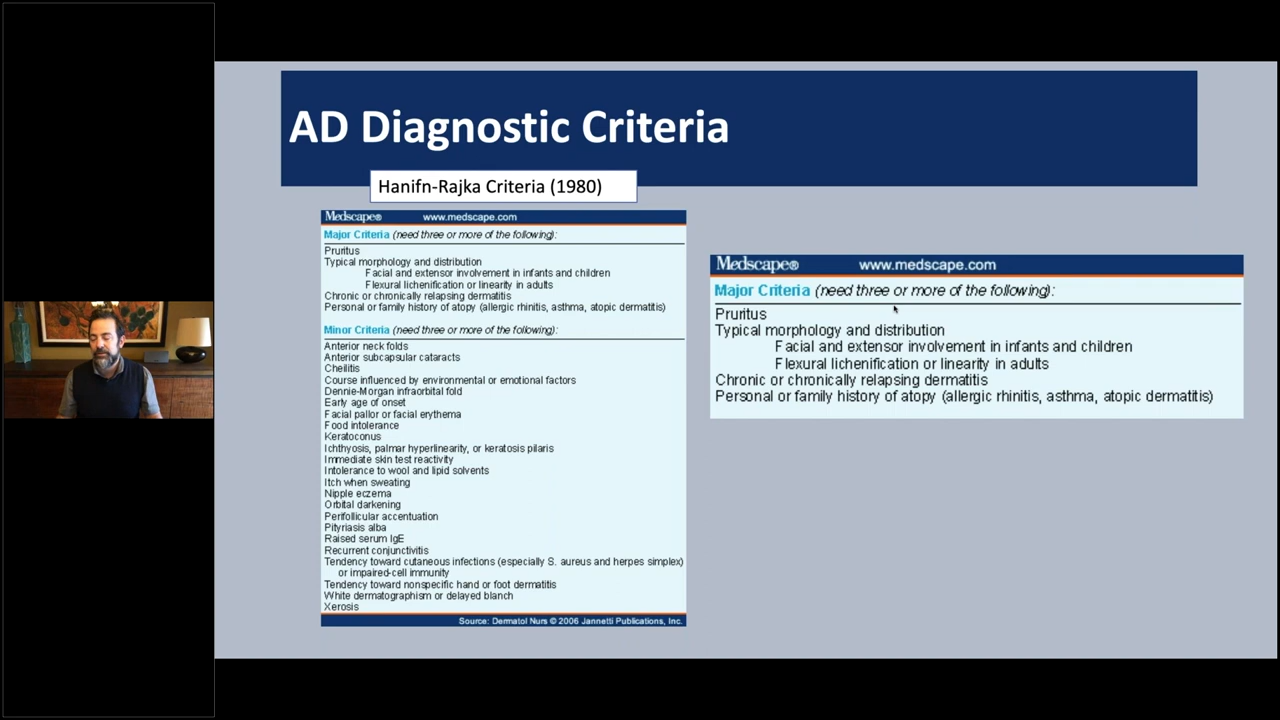 AD Diagnostic Criteria
Hanifn-Rajka Criteria (1980)
Medscape® www.medscape.com
Major Criteria (need three or more of the following):
Pruritus
Typical morphology and distribution
Facial and extensor involvement in infants and children
Flexural lichenification or linearity in adults
Chronic or chronically relapsing dermatitis
Personal or family history of atopy (allergic rhinitis, asthma, atopic dermatitis)
Minor Criteria (need three or more of the following):
Anterior neck folds
Anterior subcapsular cataracts
Cheilitis
Course influenced by environmental or emotional factors
Dennie-Morgan infraorbital fold
Early age of onset
Facial pallor or facial erythema
Food intolerance
Keratoconus
Ichthyosis, palmar hyperlinearity, or keratosis pilaris
Immediate skin test reactivity
Intolerance to wool and lipid solvents
Itch when sweating
Nipple eczema
Orbital darkening
Perifollicular accentuation
Pityriasis alba
Raised serum IgE
Recurrent conjunctivitis
Tendency toward cutaneous infections (especially S. aureus and herpes simplex)
or impaired-cell immunity
Tendency toward nonspecific hand or foot dermatitis
White dermatographism or delayed blanch
Xerosis
Source: Dermatol Nurs © 2006 Jannetti Publications, Inc.
Medscape® www.medscape.com
Major Criteria (need three or more of the following):
Pruritus
Typical morphology and distribution
Facial and extensor involvement in infants and children
Flexural lichenification or linearity in adults
Chronic or chronically relapsing dermatitis
Personal or family history of atopy (allergic rhinitis, asthma, atopic dermatitis)